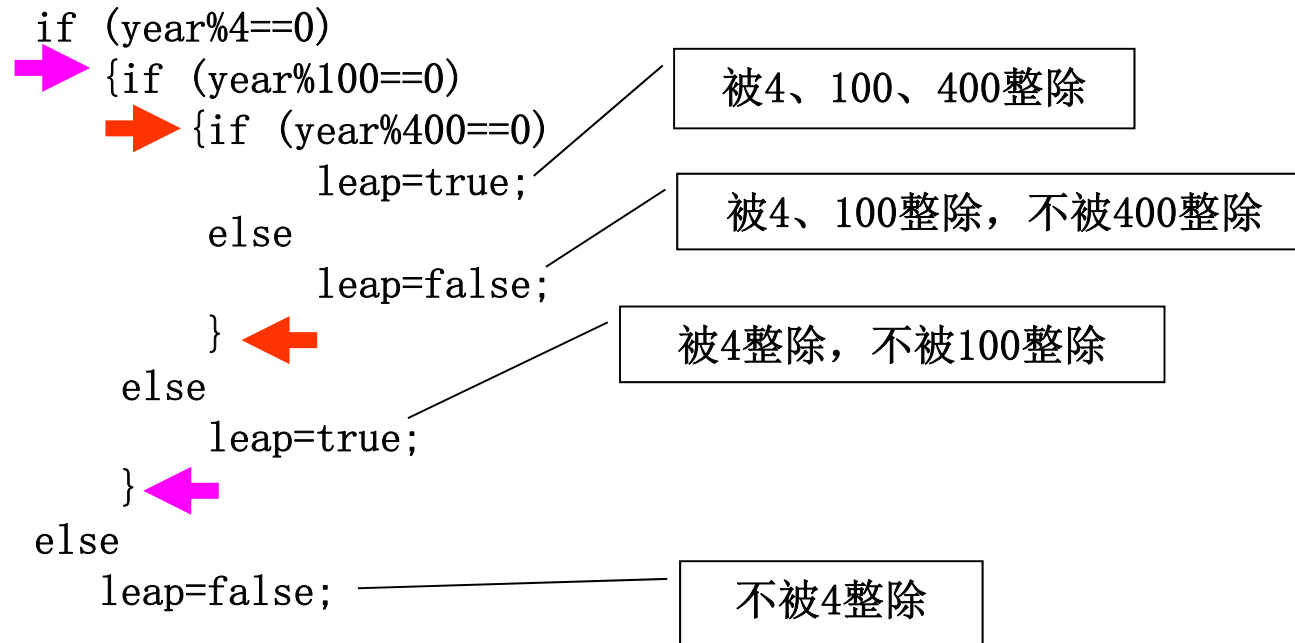 if (year%4==0)
{if (year%100==0)
{if (year%400==0)
leap=true;
被4、100、400整除
else
leap=false;
被4、100整除，不被400整除
}
else
leap=true;
被4整除，不被100整除
}
else
leap=false;
不被4整除